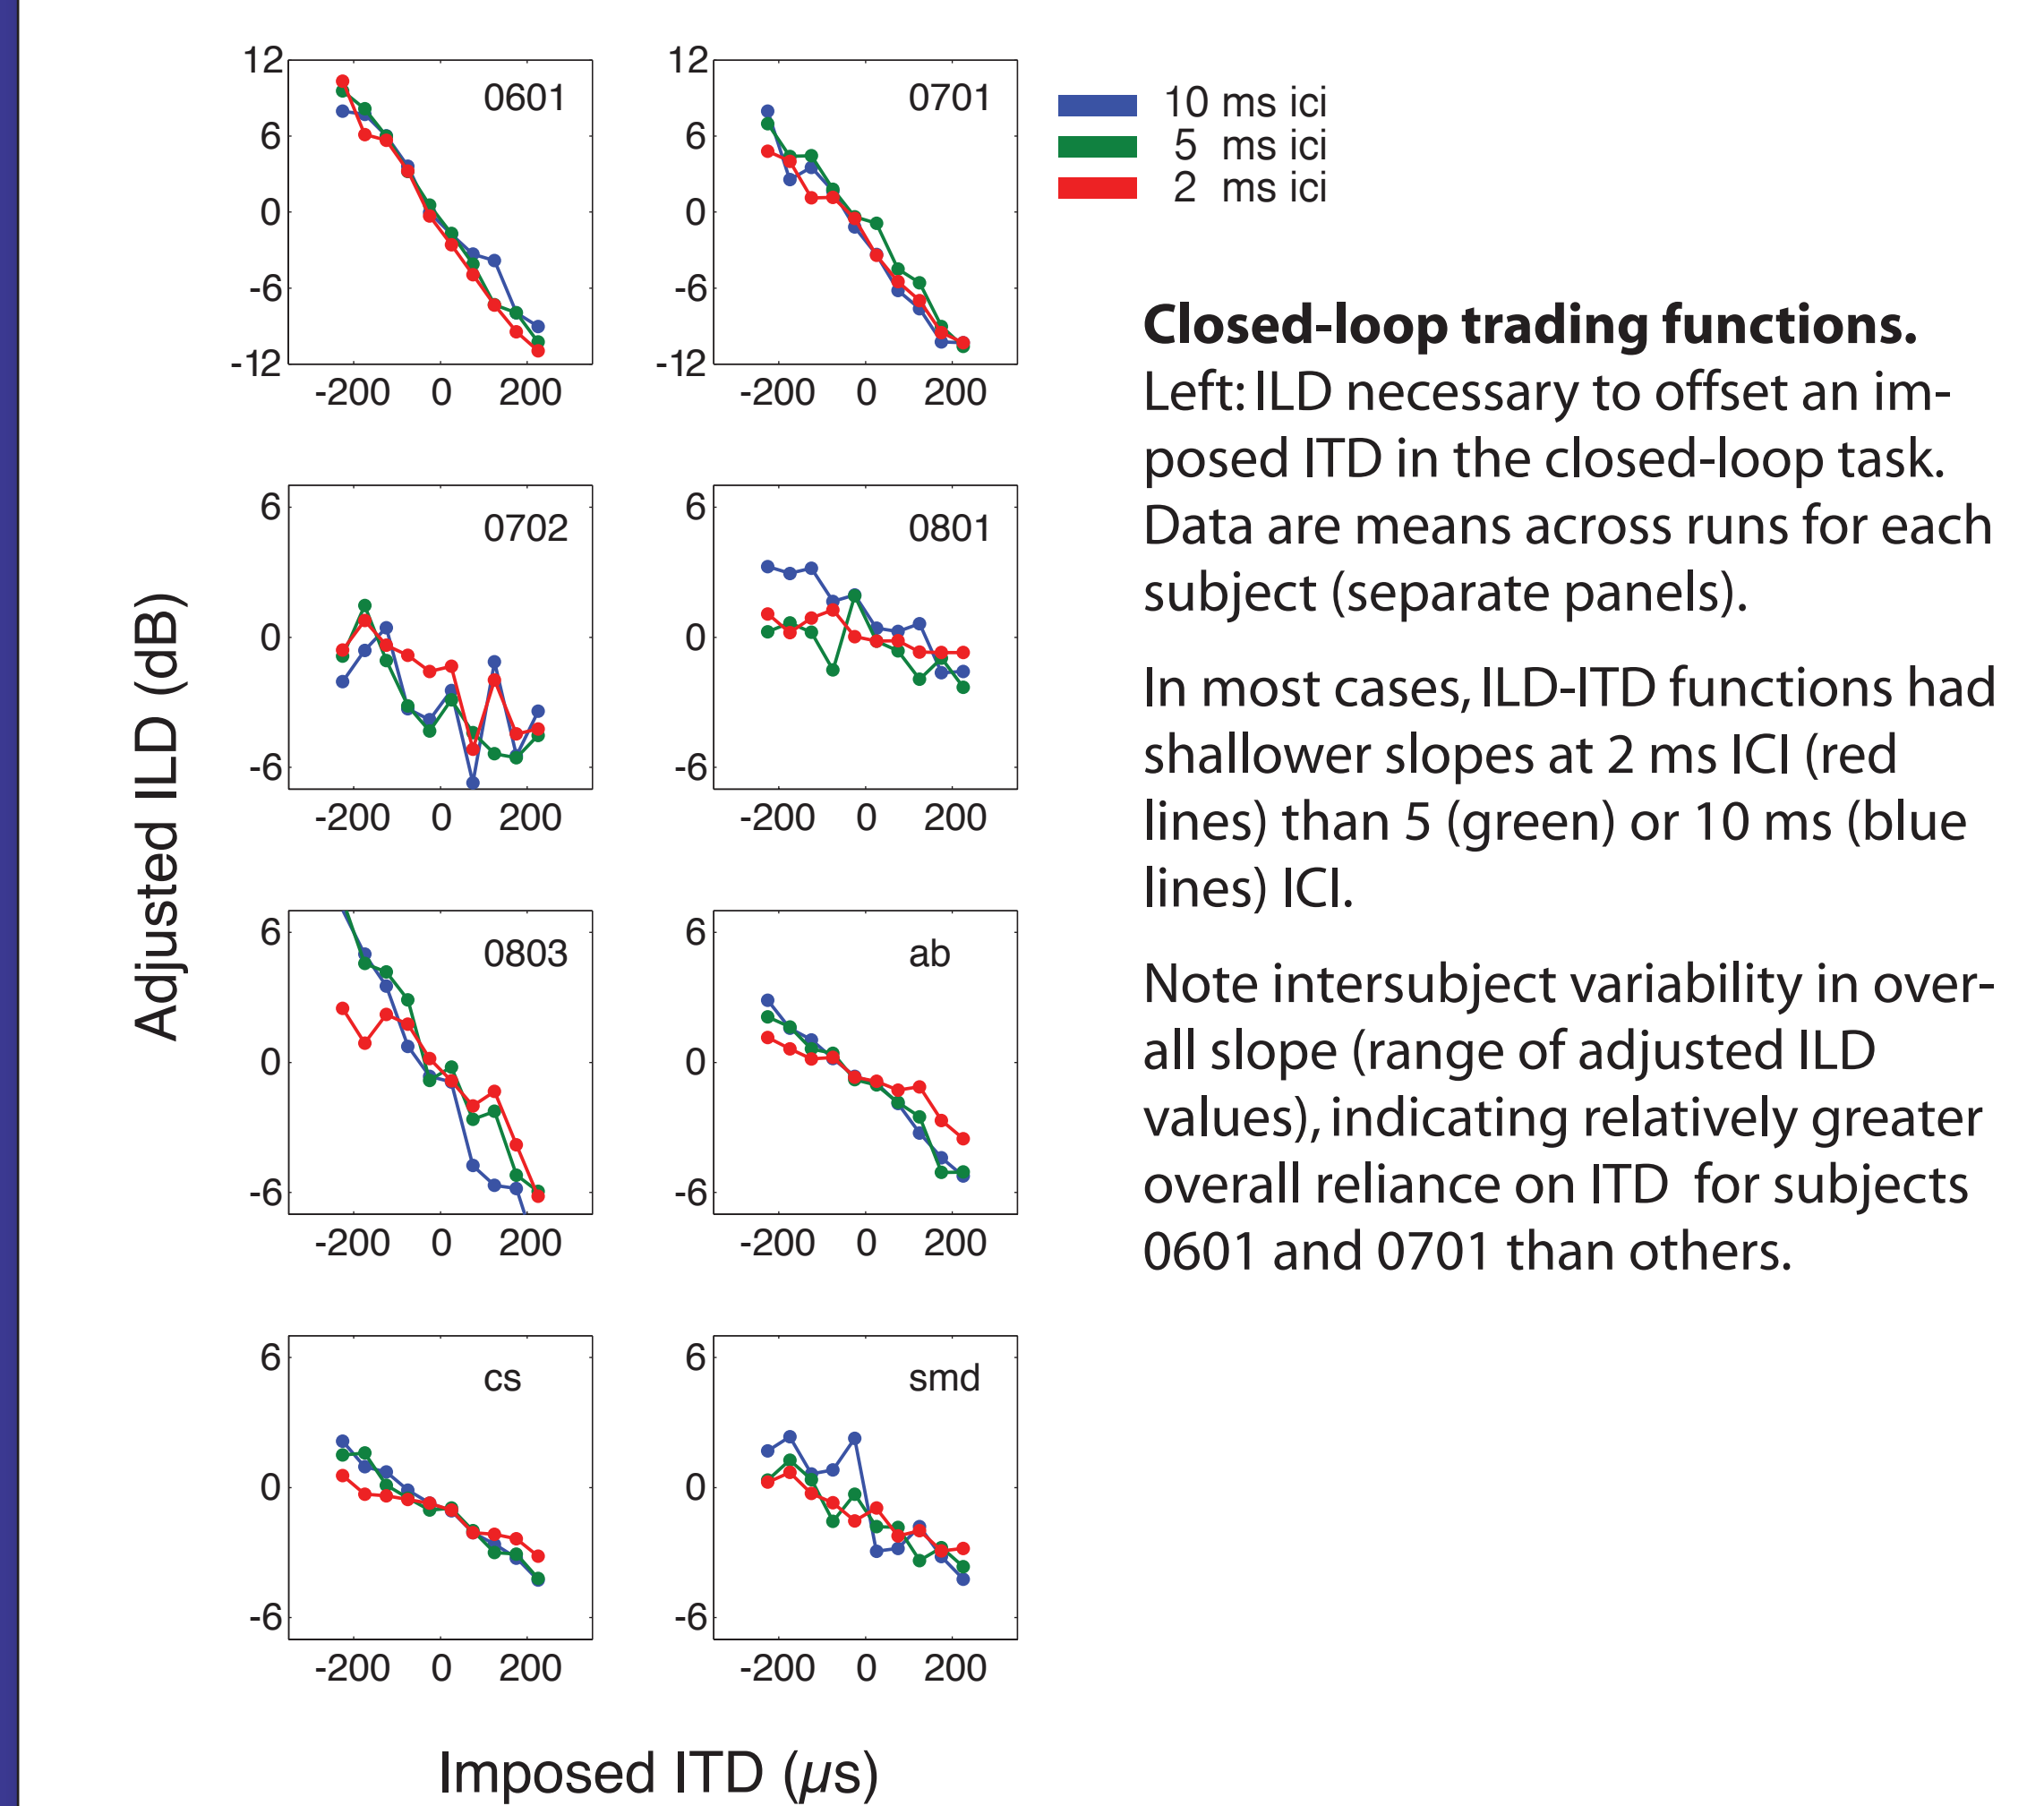 12
6
0
-6
-12
-200 0 200
0601
12
6
0
-6
-12
-200 0 200
0701
10 ms ici
5 ms ici
2 ms ici
6
0
-6
-200 0 200
0702
6
0
-6
-200 0 200
0801
6
0
-6
-200 0 200
0803
6
0
-6
-200 0 200
ab
6
0
-6
-200 0 200
cs
6
0
-6
-200 0 200
smd
Adjusted ILD (dB)
Imposed ITD (µs)
Closed-loop trading functions.
Left: ILD necessary to offset an im-
posed ITD in the closed-loop task.
Data are means across runs for each
subject (separate panels).
In most cases, ILD-ITD functions had
shallower slopes at 2 ms ICI (red
lines) than 5 (green) or 10 ms (blue
lines) ICI.
Note intersubject variability in over-
all slope (range of adjusted ILD
values), indicating relatively greater
overall reliance on ITD for subjects
0601 and 0701 than others.